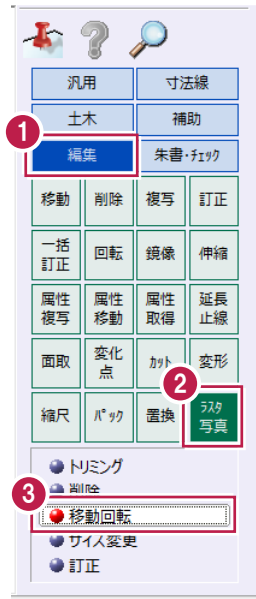 汎用 寸法線
土木 補助
1
編集 朱書・ﾁｪｯｸ
移動 削除 複写 訂正
一括訂正 回転 鏡像 伸縮
属性複写 属性移動 属性取得 延長止線
面取 変化点 ｶｯﾄ 変形
2
縮尺 ﾊﾟｯｸ 置換 ﾗｽﾀ写真
トリミング
削除
3
移動回転
サイズ変更
訂正